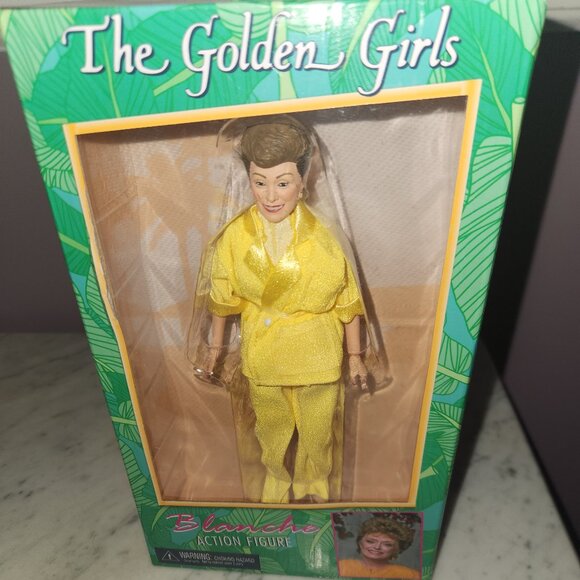 The Golden Girls
Blanche
ACTION FIGURE
WARNING: CHOKING HAZARD